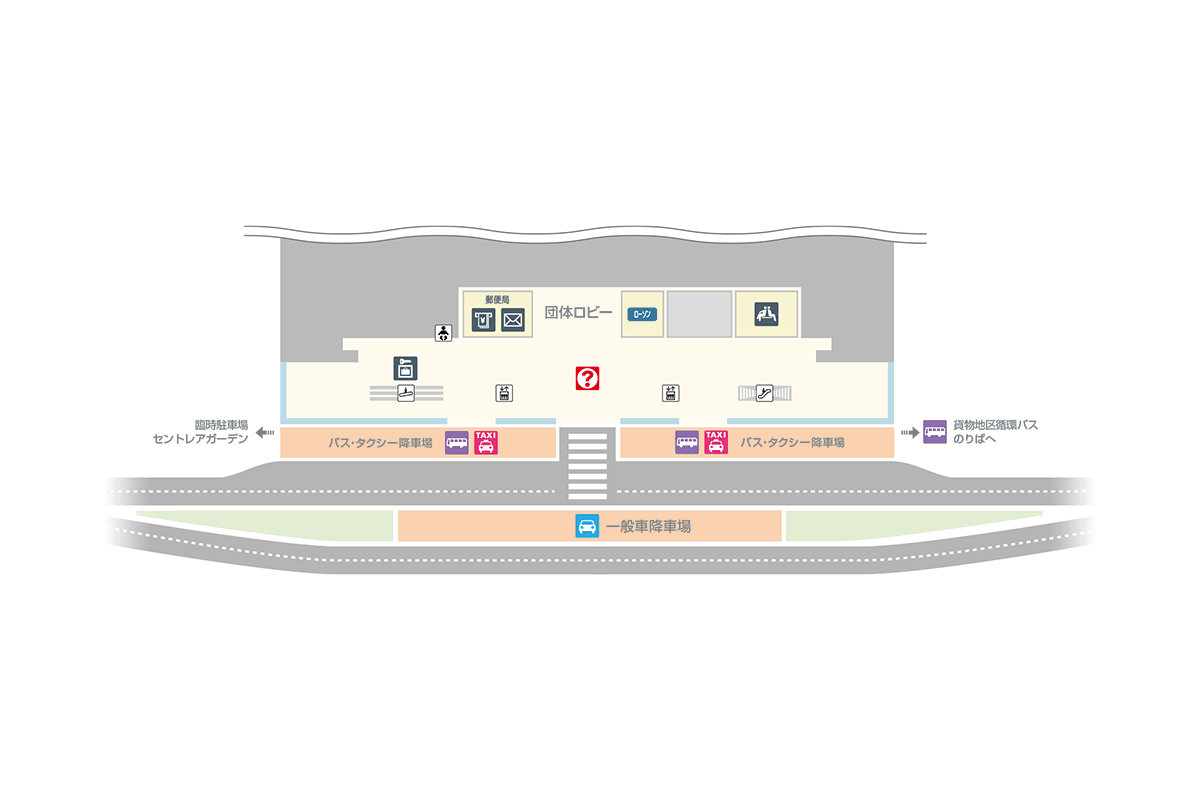 郵便局
¥
団体ロビー
ローソン
?
臨時駐車場
セントレアガーデン
バス・タクシー降車場
TAXI
TAXI
バス・タクシー降車場
貨物地区循環バス
のりばへ
一般車降車場